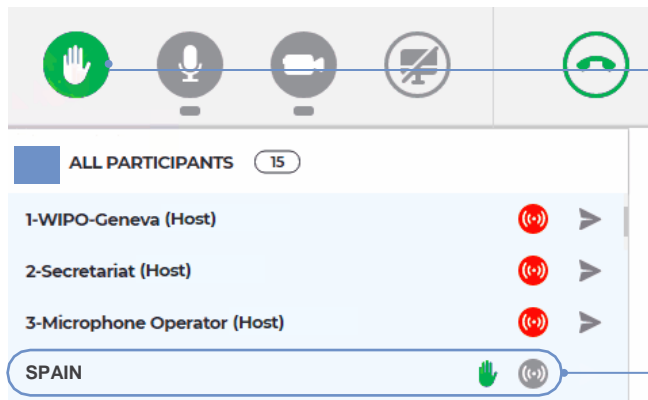 ALL PARTICIPANTS 15
1-WIPO-Geneva (Host)
2-Secretariat (Host)
3-Microphone Operator (Host)
SPAIN